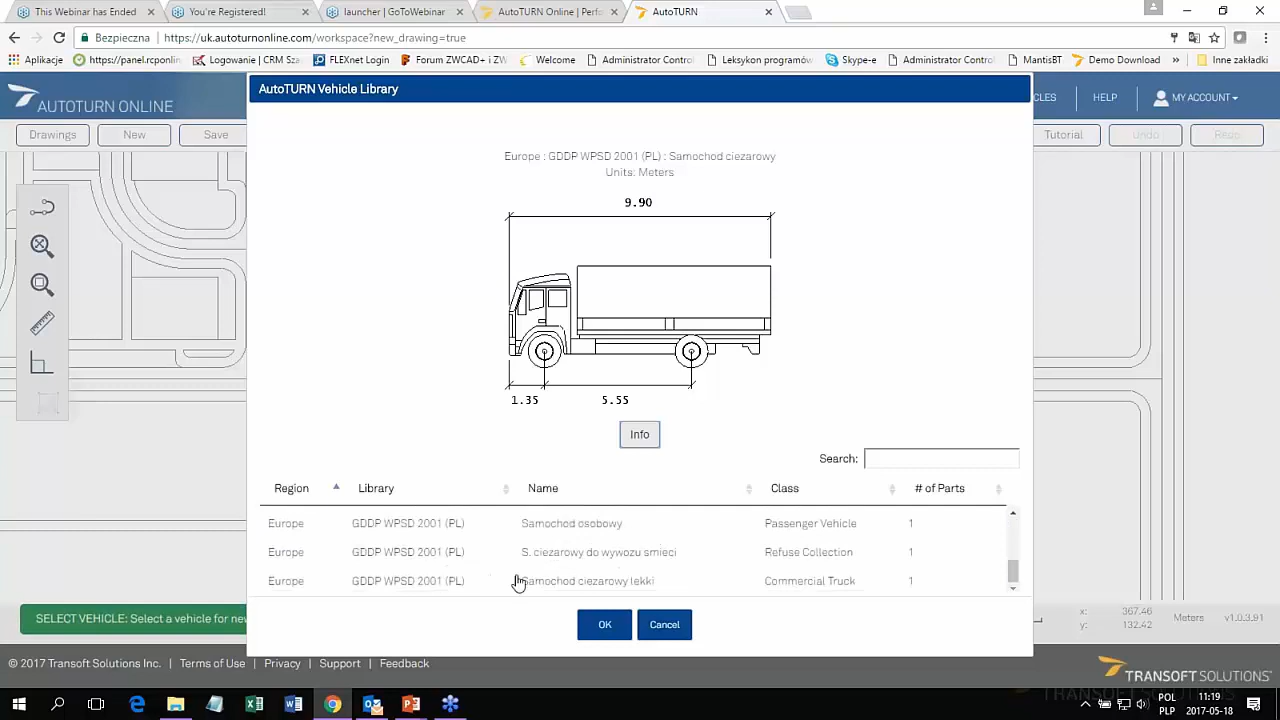 This Webinar has Ended
You're Registered!
launcher | GoToWebinar
AutoTURN Online | Perfo
AutoTURN
Bezpieczna
https://uk.autoturnonline.com/workspace?new_drawing=true
Aplikacje
https://panel.rcponlin
Logowanie | CRM Szar
FLEXnet Login
Forum ZWCAD+ i ZW
Welcome
Administrator Contr
Leksykon programów
Skype-e
Administrator Contr
MantisBT
Demo Download
»
Inne zakładki
AUTOTURN ONLINE
AutoTURN Vehicle Library
CLES
HELP
MY ACCOUNT
Drawings
New
Save
Tutorial
Undo
Redo
Europe : GDDP WPSD 2001 (PL) : Samochod ciezarowy
Units: Meters
9.90
1.35
5.55
Info
Search:
Region
Library
Name
Class
# of Parts
Europe GDDP WPSD 2001 (PL) Samochod osobowy Passenger Vehicle 1
Europe GDDP WPSD 2001 (PL) S. ciezarowy do wywozu smieci Refuse Collection 1
Europe GDDP WPSD 2001 (PL) Samochod ciezarowy lekki Commercial Truck 1
OK
Cancel
SELECT VEHICLE: Select a vehicle for new
x: 367.46
y: 132.42
Meters
v1.0.3.91
© 2017 Transoft Solutions Inc. | Terms of Use | Privacy | Support | Feedback
TRANSOFT SOLUTIONS
POL
PLP
11:19
2017-05-18